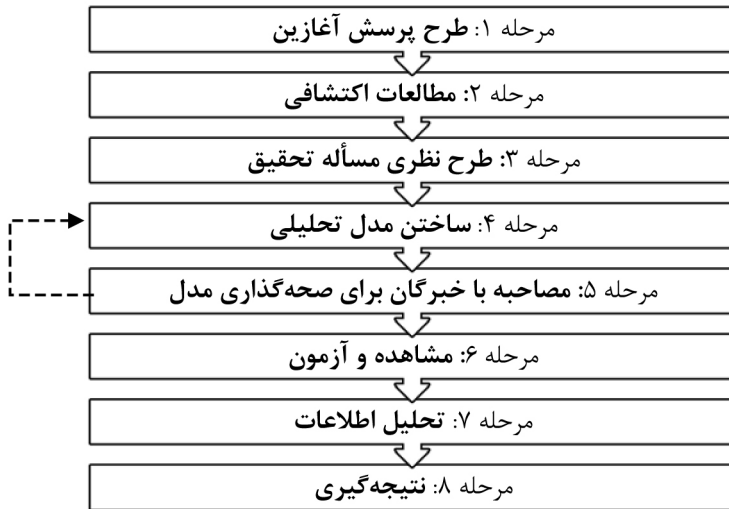 مرحله ۱: طرح پرسش آغازین
مرحله ۲: مطالعات اکتشافی
مرحله ۳: طرح نظری مسأله تحقیق
مرحله ۴: ساختن مدل تحلیلی
مرحله ۵: مصاحبه با خبرگان برای صحه‌گذاری مدل
مرحله ۶: مشاهده و آزمون
مرحله ۷: تحلیل اطلاعات
مرحله ۸: نتیجه‌گیری